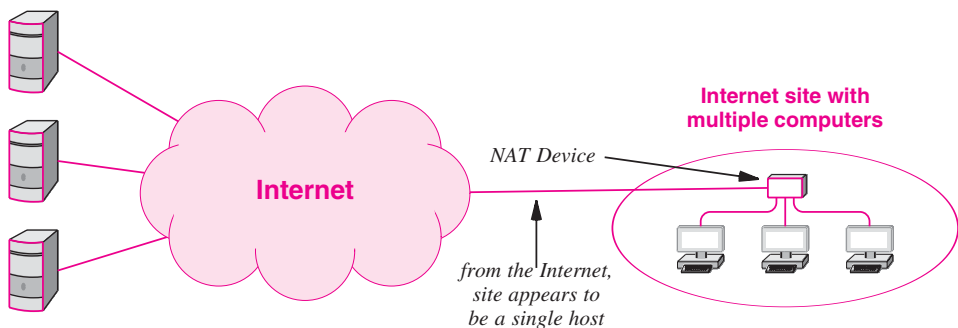 Internet site with
multiple computers
NAT Device
Internet
from the Internet,
site appears to
be a single host